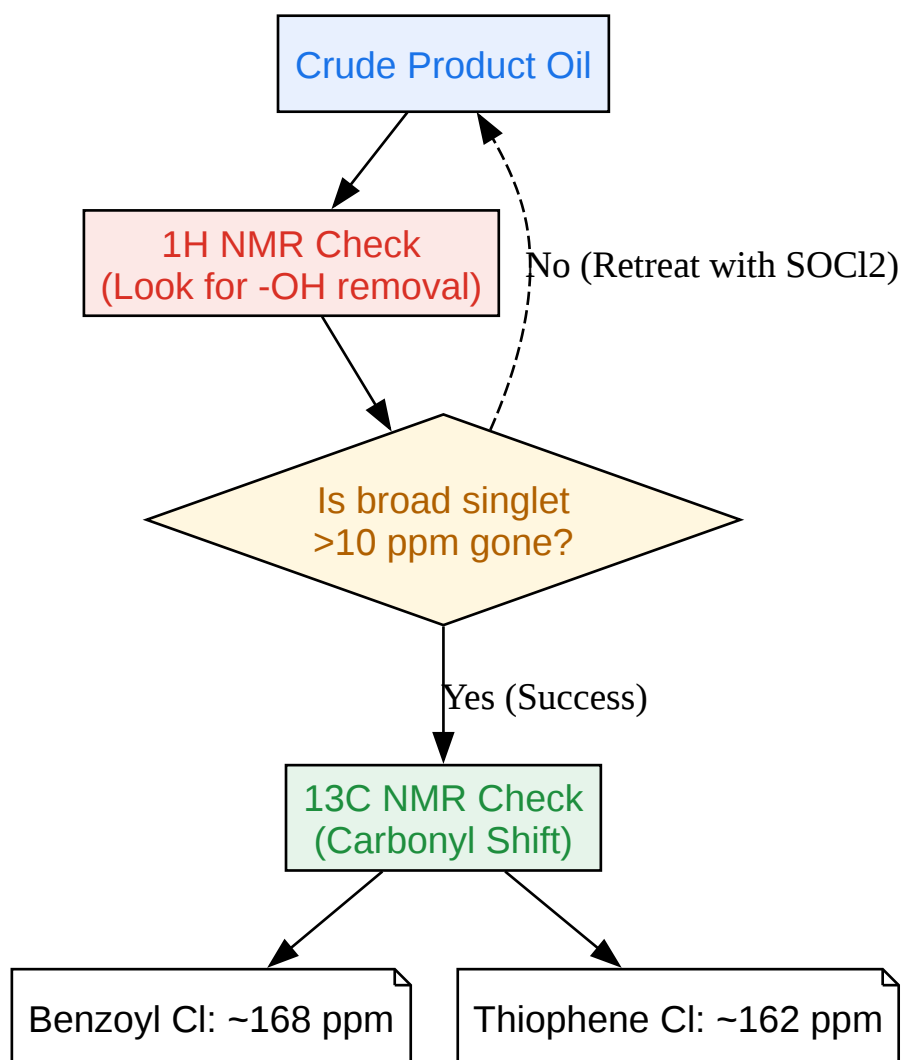 Crude Product Oil
1H NMR Check
(Look for -OH removal)
No (Retreat with SOCl2)
Is broad singlet
>10 ppm gone?
Yes (Success)
13C NMR Check
(Carbonyl Shift)
Benzoyl Cl: ~168 ppm
Thiophene Cl: ~162 ppm